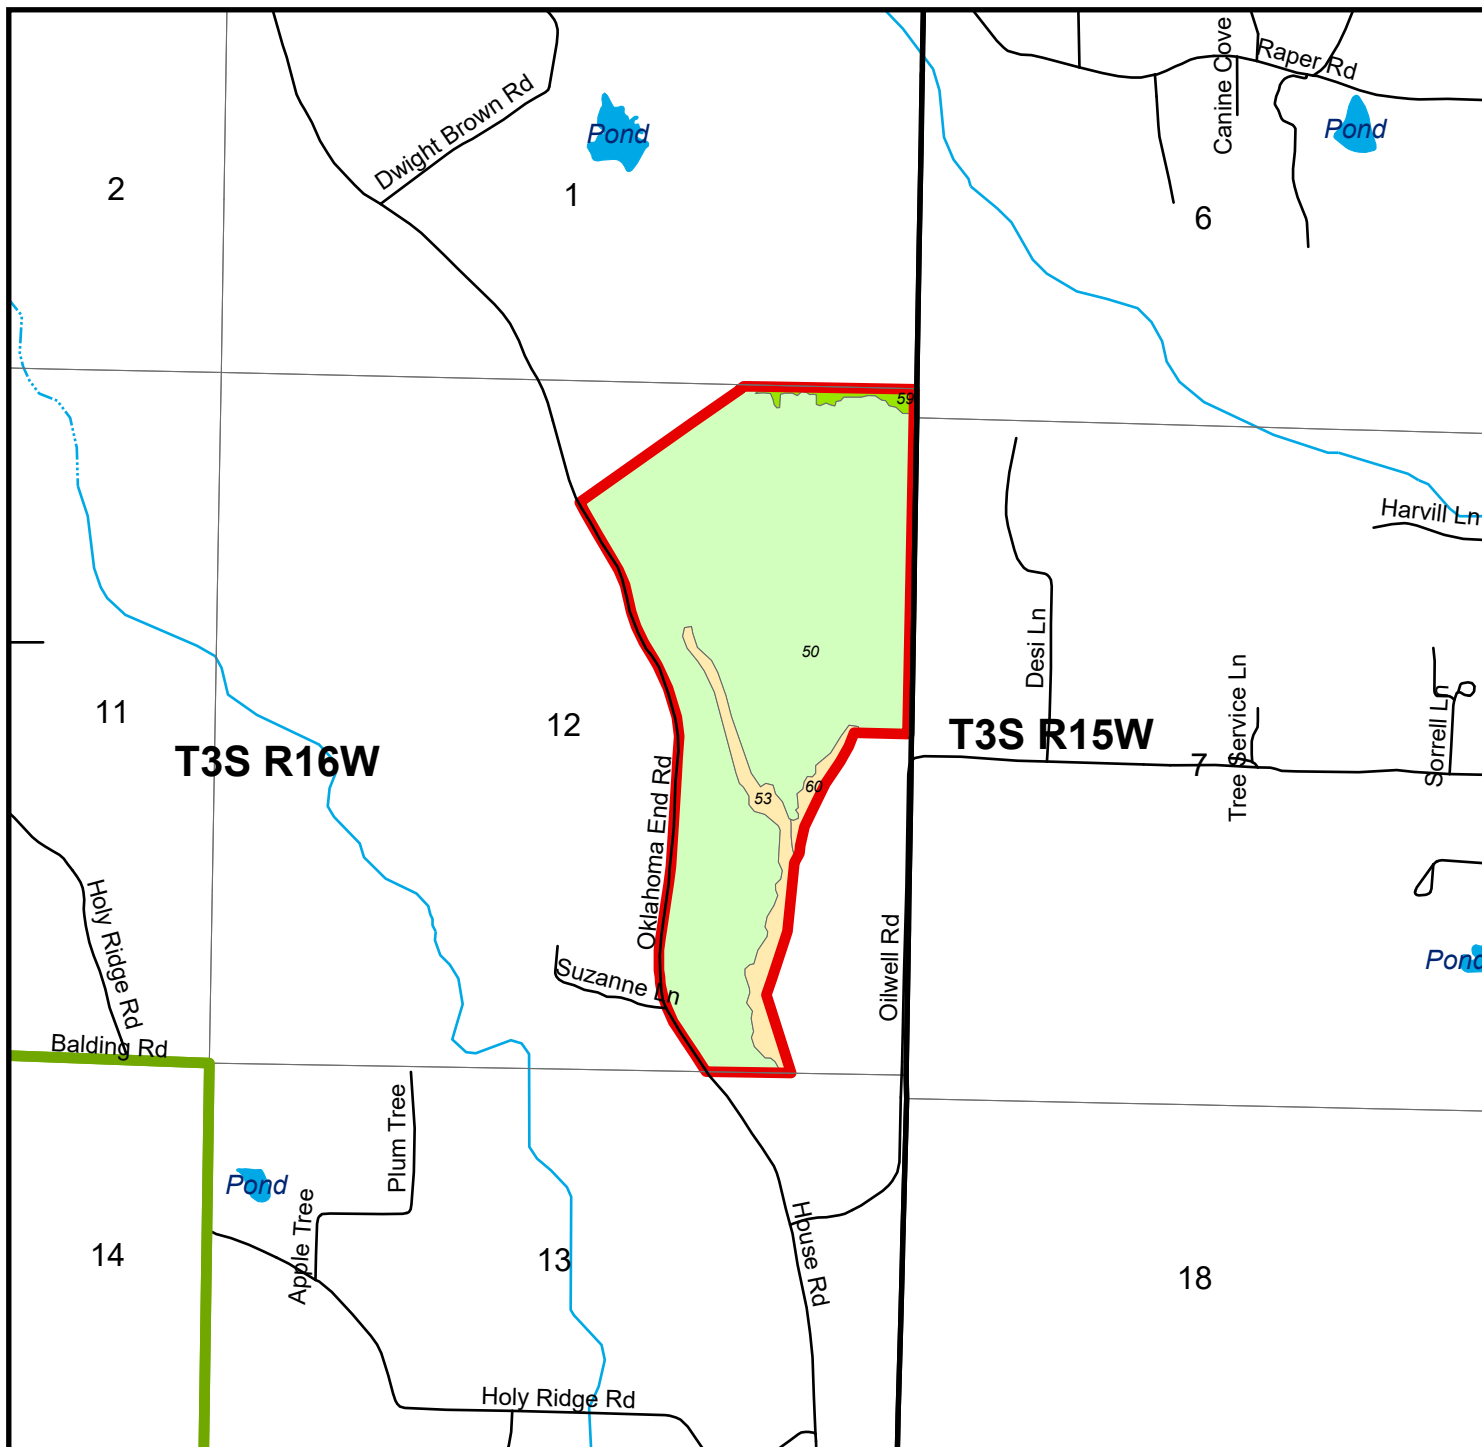 Canine Cove
Raper Rd
Dwight Brown Rd
Pond
Pond
2
1
6
59
Harvill Ln
50
Desi Ln
Tree Service Ln
Sorrell Ln
11
12
T3S R16W
T3S R15W
7
53
60
Oklahoma End Rd
Holy Ridge Rd
Suzanne Ln
Oilwell Rd
Pond
Balding Rd
Plum Tree
Pond
Apple Tree
House Rd
14
13
18
Holy Ridge Rd